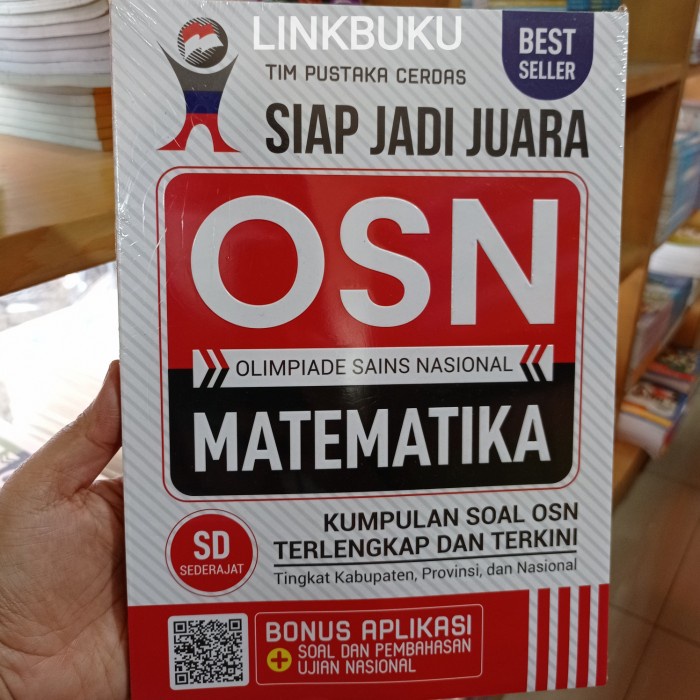 LINKBUKU
BEST
SELLER
TIM PUSTAKA CERDAS
SIAP JADI JUARA
OSN
OLIMPIADE SAINS NASIONAL
MATEMATIKA
SD
SEDERAJAT
KUMPULAN SOAL OSN
TERLENGKAP DAN TERKINI
Tingkat Kabupaten, Provinsi, dan Nasional
BONUS APLIKASI
+ SOAL DAN PEMBAHASAN
UJIAN NASIONAL